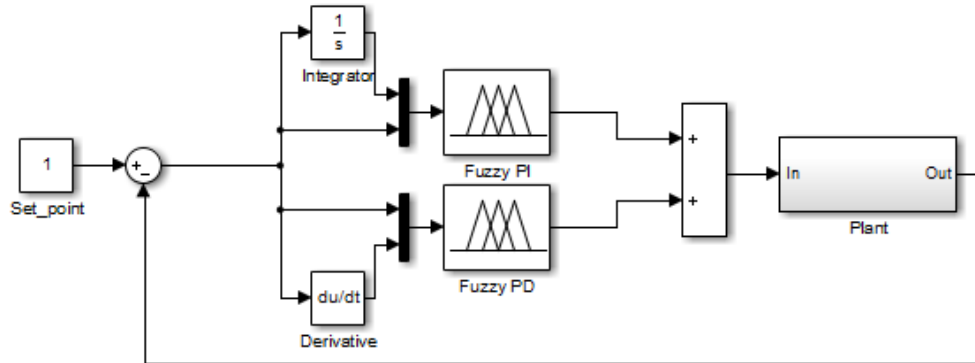 1
s
Integrator
Fuzzy PI
1
Set_point
+
-
+
+
In
Out
Plant
Fuzzy PD
du/dt
Derivative